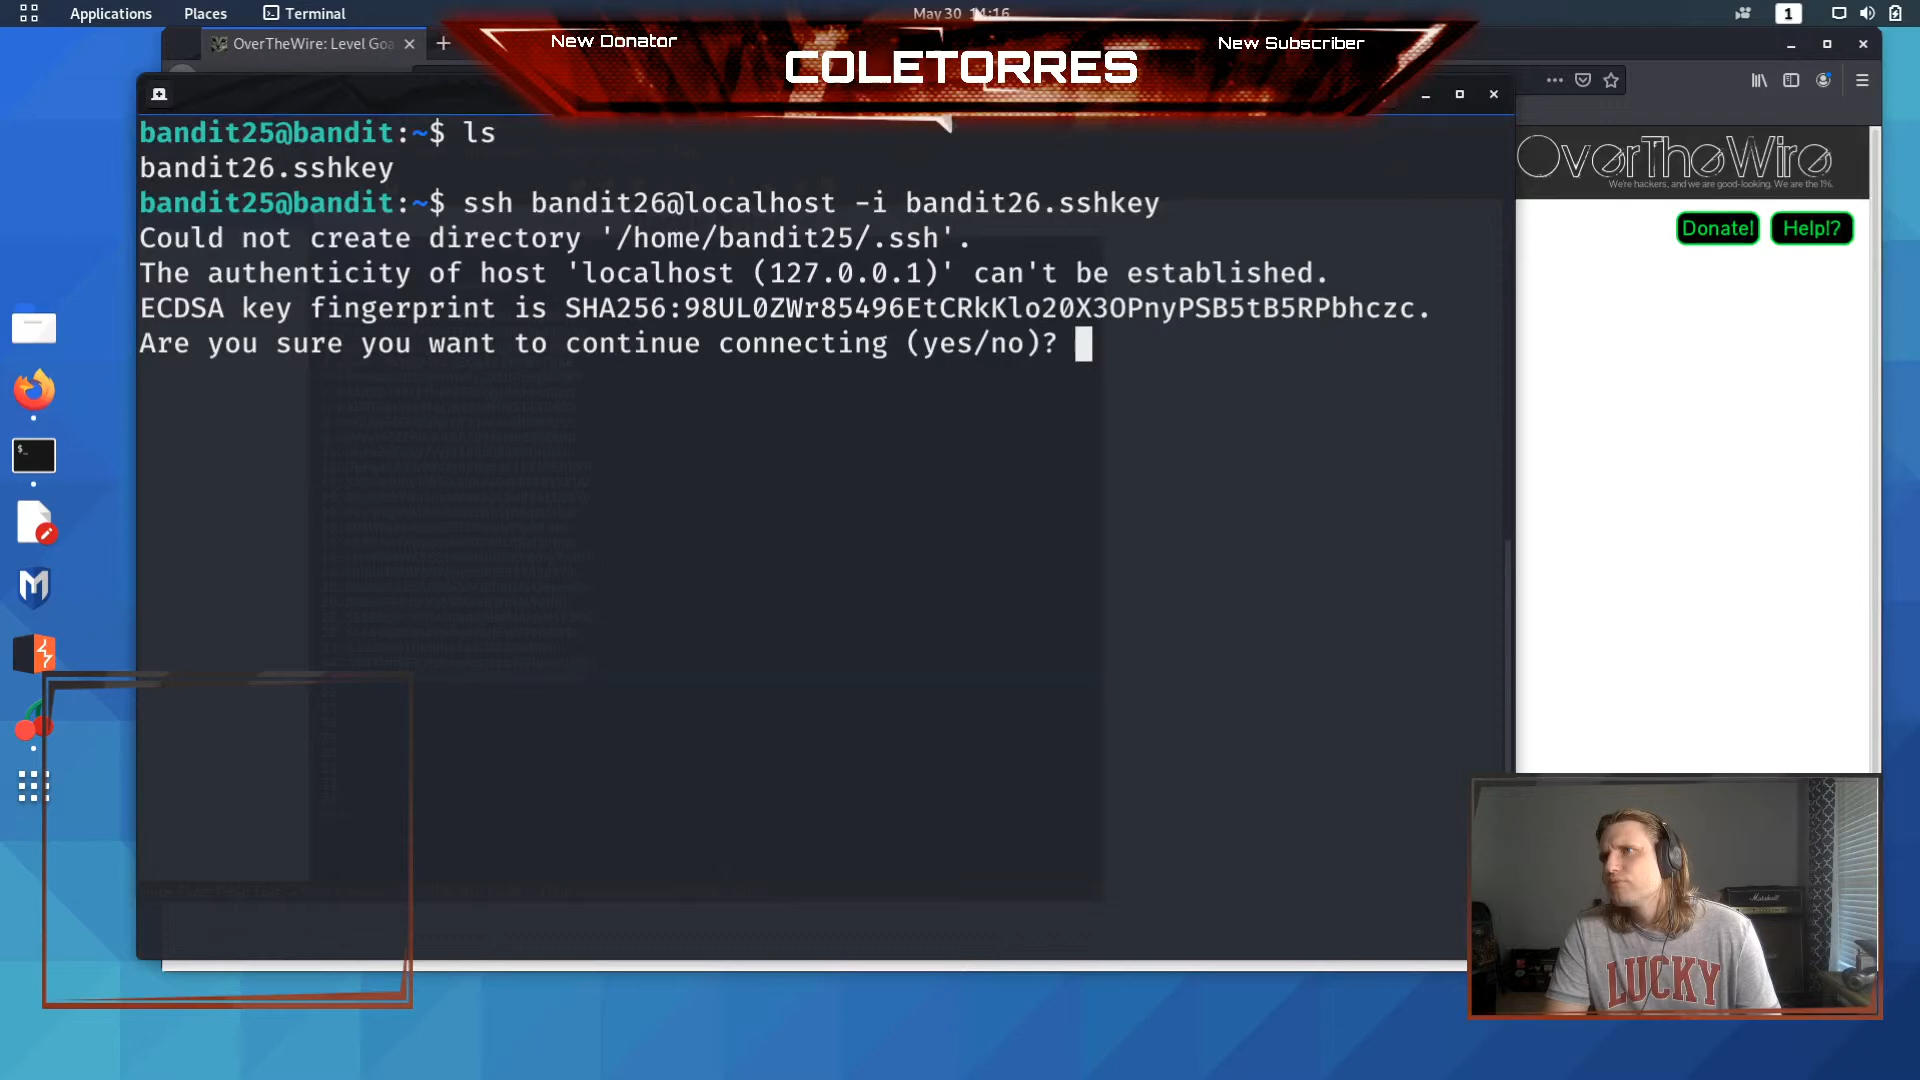 Applications Places Terminal May 30 14:16 1
OverTheWire: Level Goa
New Donator
COLETORRES
New Subscriber
bandit25@bandit:~$ ls
bandit26.sshkey
bandit25@bandit:~$ ssh bandit26@localhost -i bandit26.sshkey
Could not create directory '/home/bandit25/.ssh'.
The authenticity of host 'localhost (127.0.0.1)' can't be established.
ECDSA key fingerprint is SHA256:98UL0ZWr85496EtCRkKlo20X3OPnyPSB5tB5RPbhczc.
Are you sure you want to continue connecting (yes/no)?
OverTheWire
We're hackers, and we are good-looking. We are the 1%.
Donate! Help!?
Marshall
LUCKY